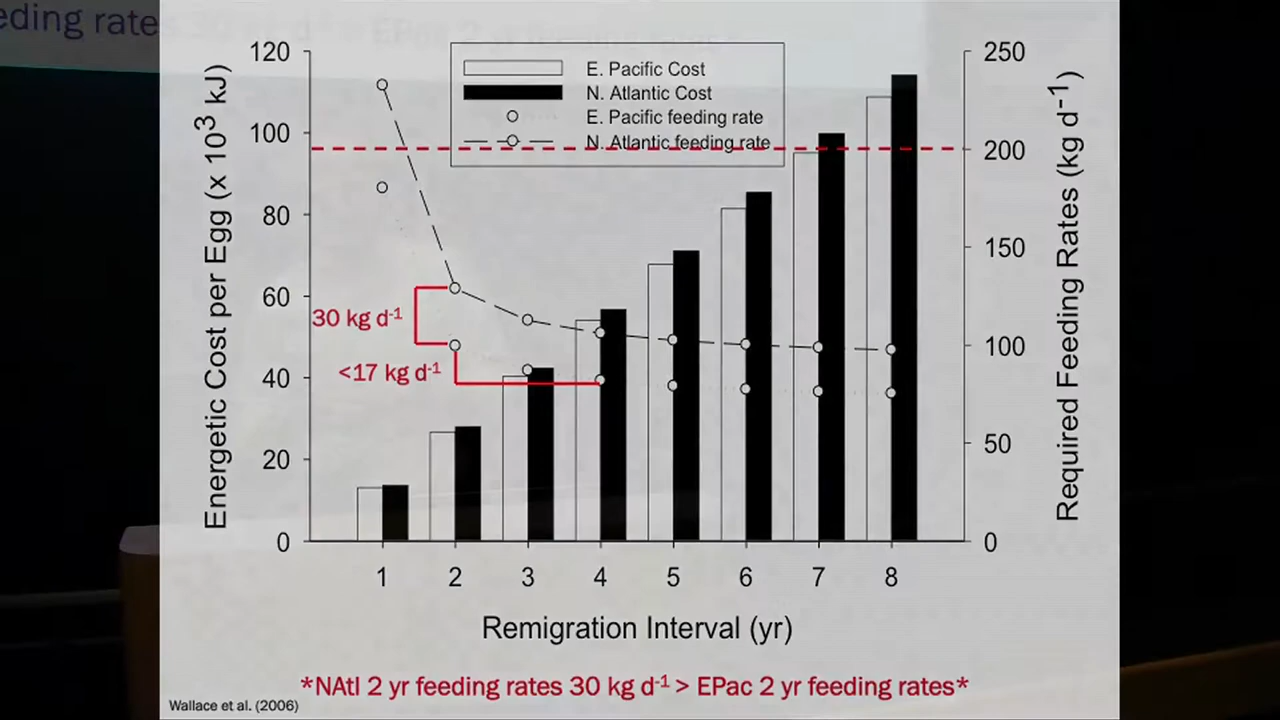 eding rates
120
100
80
60
40
20
0
Energetic Cost per Egg (x 10³ kJ)
E. Pacific Cost
N. Atlantic Cost
E. Pacific feeding rate
N. Atlantic feeding rate
250
200
150
100
50
0
Required Feeding Rates (kg d⁻¹)
30 kg d⁻¹
<17 kg d⁻¹
1 2 3 4 5 6 7 8
Remigration Interval (yr)
*NAtl 2 yr feeding rates 30 kg d⁻¹ > EPac 2 yr feeding rates*
Wallace et al. (2006)